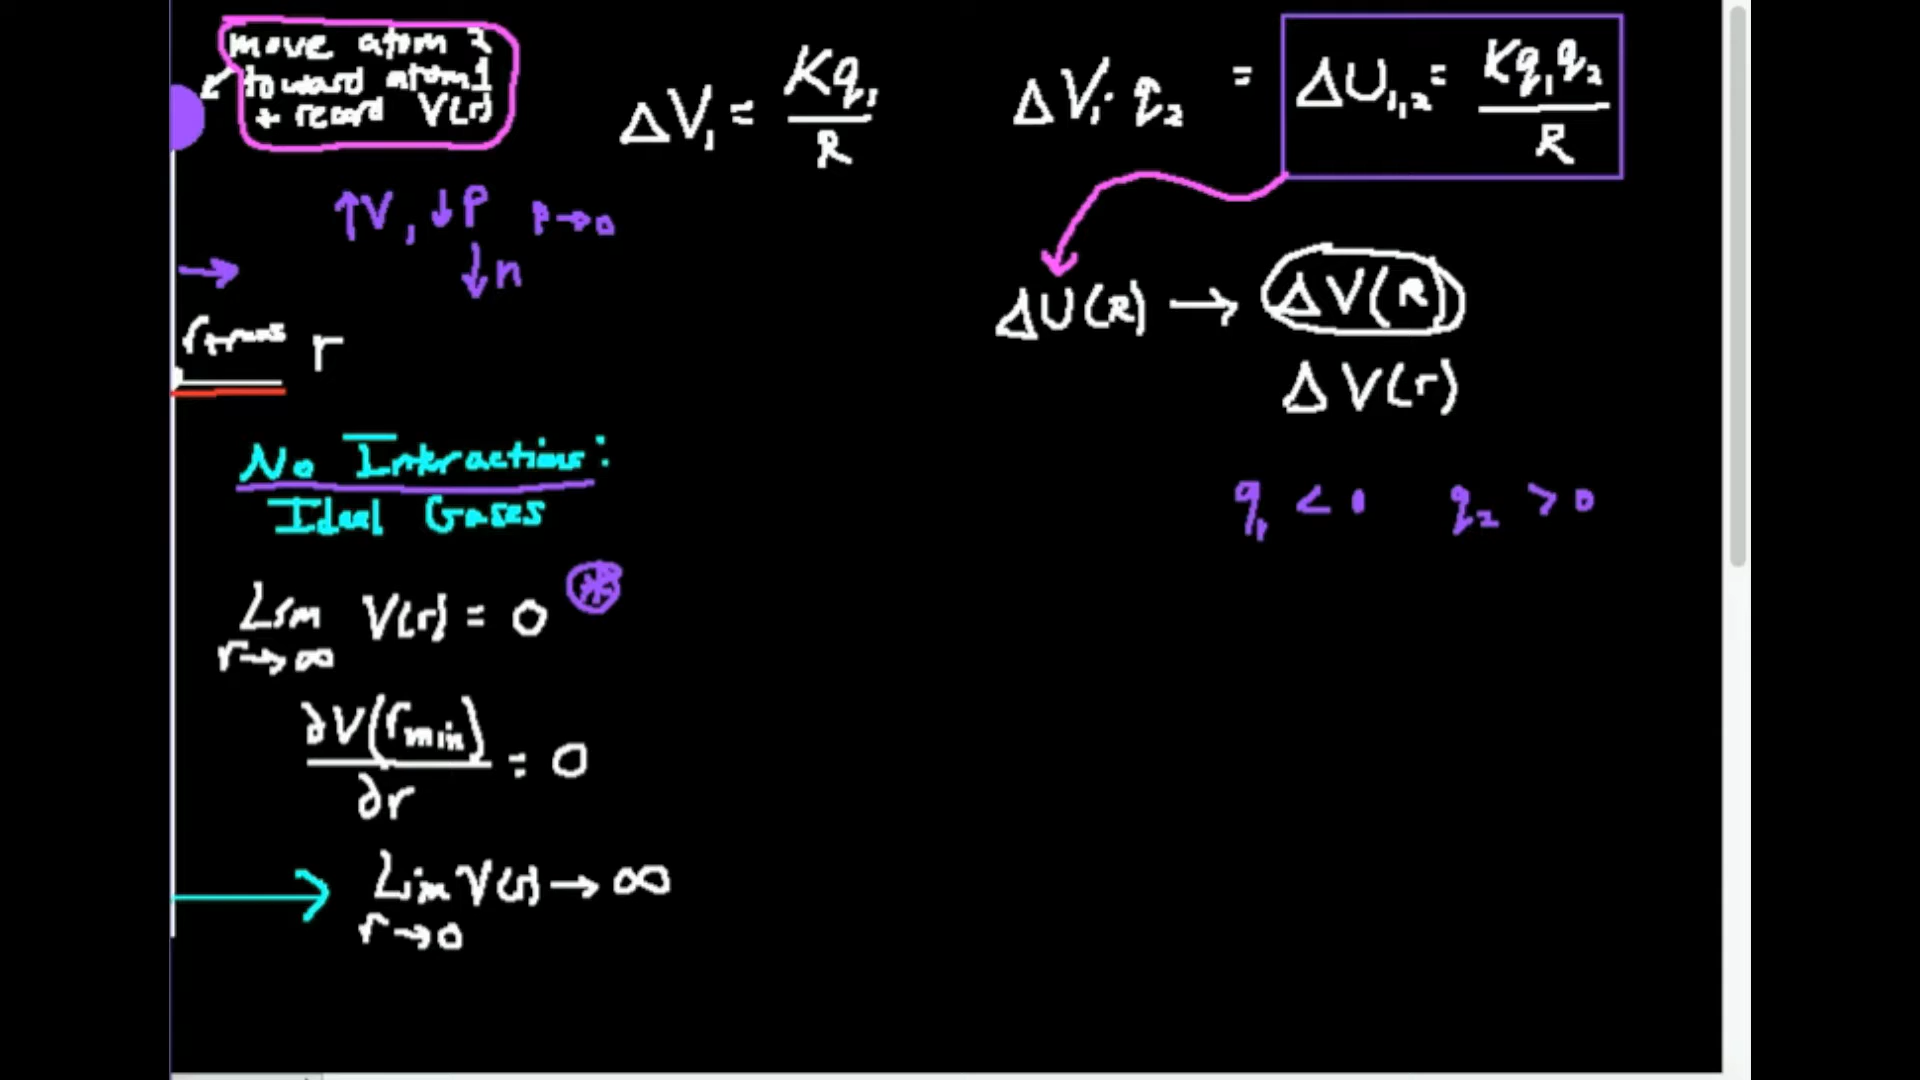 move atom 2
toward atom 1
+ record V(r)
ΔV₁ = Kq₁/R
ΔV₁ · q₂ = ΔU₁,₂ = Kq₁q₂/R
↑V, ↓P P→0
↓n
ΔU(R) → ΔV(R)
r
ΔV(r)
No Interactions:
Ideal Gases
q₁ < 0 q₂ > 0
Lim V(r) = 0 *
r→∞
∂V(rmin)/∂r = 0
Lim V(r) → ∞
r→0